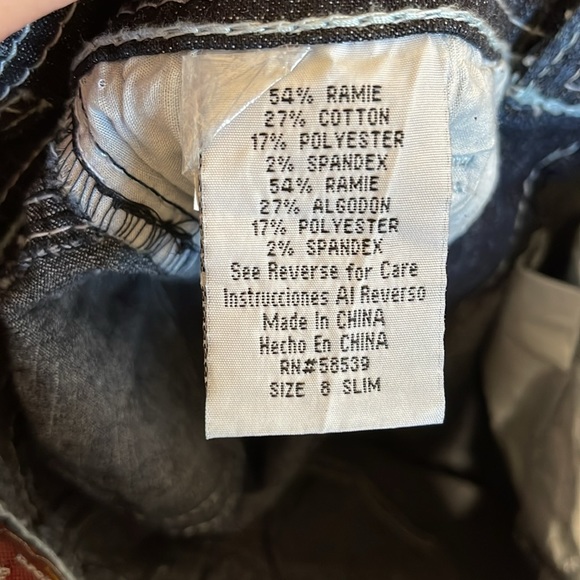 54% RAMIE
27% COTTON
17% POLYESTER
2% SPANDEX
54% RAMIE
27% ALGODON
17% POLYESTER
2% SPANDEX
See Reverse for Care
Instrucciones Al Reverso
Made In CHINA
Hecho En CHINA
RN#58539
SIZE 8 SLIM